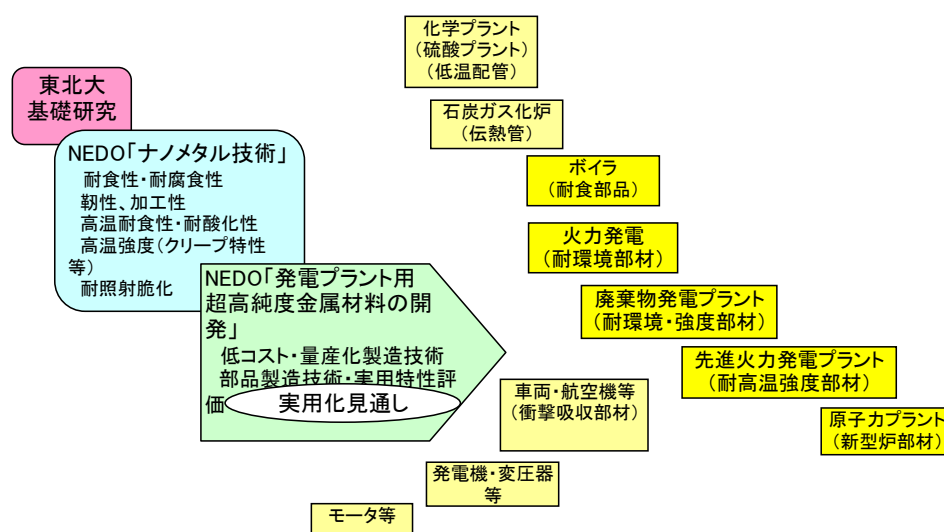 東北大
基礎研究
NEDO「ナノメタル技術」
耐食性・耐腐食性
靭性、加工性
高温耐食性・耐酸化性
高温強度(クリープ特性
等)
耐照射脆化
NEDO「発電プラント用
超高純度金属材料の開
発」
低コスト・量産化製造技術
部品製造技術・実用特性評
価
実用化見通し
化学プラント
(硫酸プラント)
(低温配管)
石炭ガス化炉
(伝熱管)
ボイラ
(耐食部品)
火力発電
(耐環境部材)
廃棄物発電プラント
(耐環境・強度部材)
先進火力発電プラント
(耐高温強度部材)
原子力プラント
(新型炉部材)
車両・航空機等
(衝撃吸収部材)
発電機・変圧器
等
モータ等